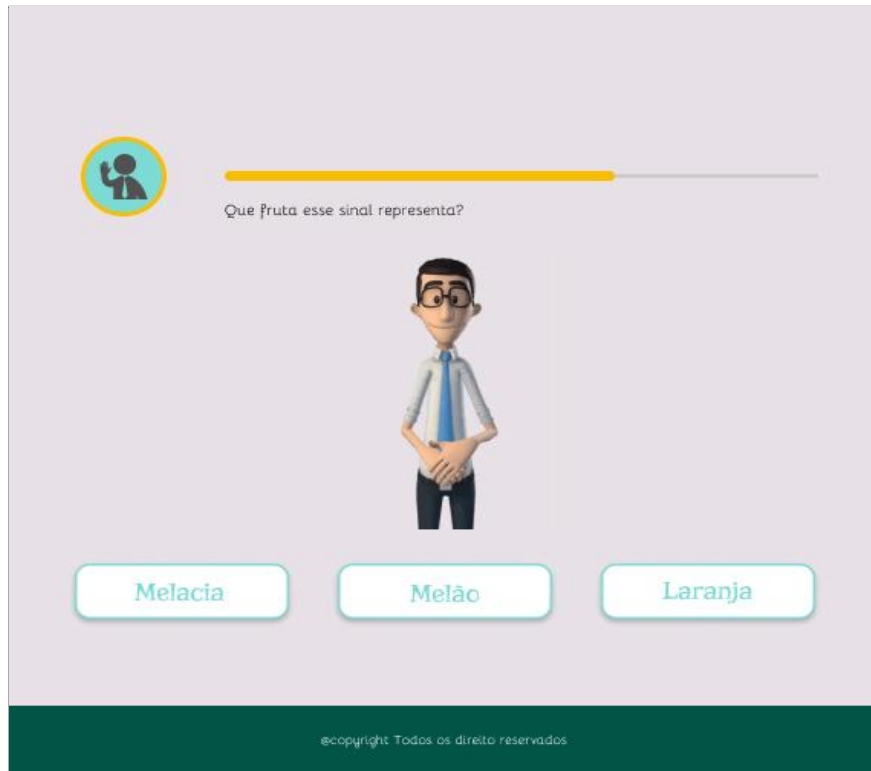 Que fruta esse sinal representa?
Melacia
Melão
Laranja
@copyright Todos os direito reservados